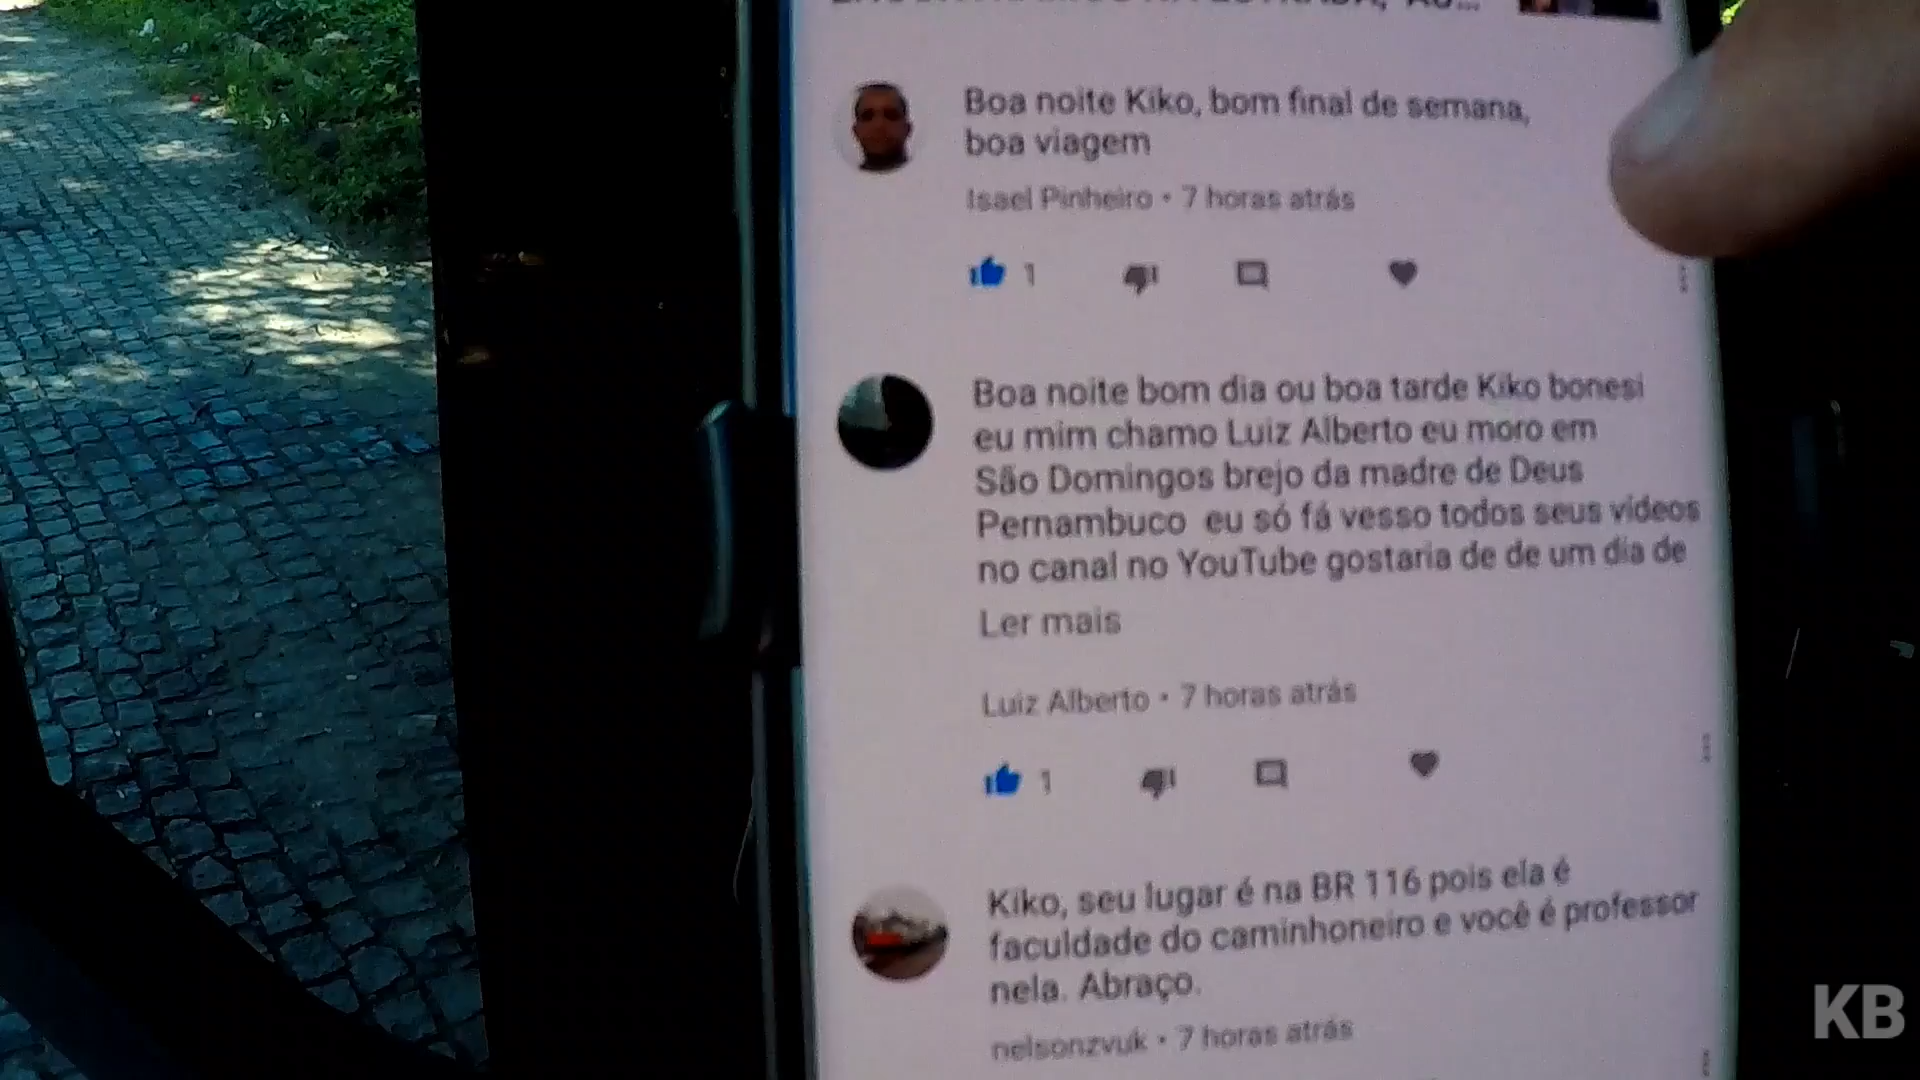 Boa noite Kiko, bom final de semana,
boa viagem
Isael Pinheiro • 7 horas atrás
1
Boa noite bom dia ou boa tarde Kiko bonesi
eu mim chamo Luiz Alberto eu moro em
São Domingos brejo da madre de Deus
Pernambuco eu só fá vesso todos seus vídeos
no canal no YouTube gostaria de de um dia de
Ler mais
Luiz Alberto • 7 horas atrás
1
Kiko, seu lugar é na BR 116 pois ela é
faculdade do caminhoneiro e você é professor
nela. Abraço.
nelsonzvuk • 7 horas atrás
KB